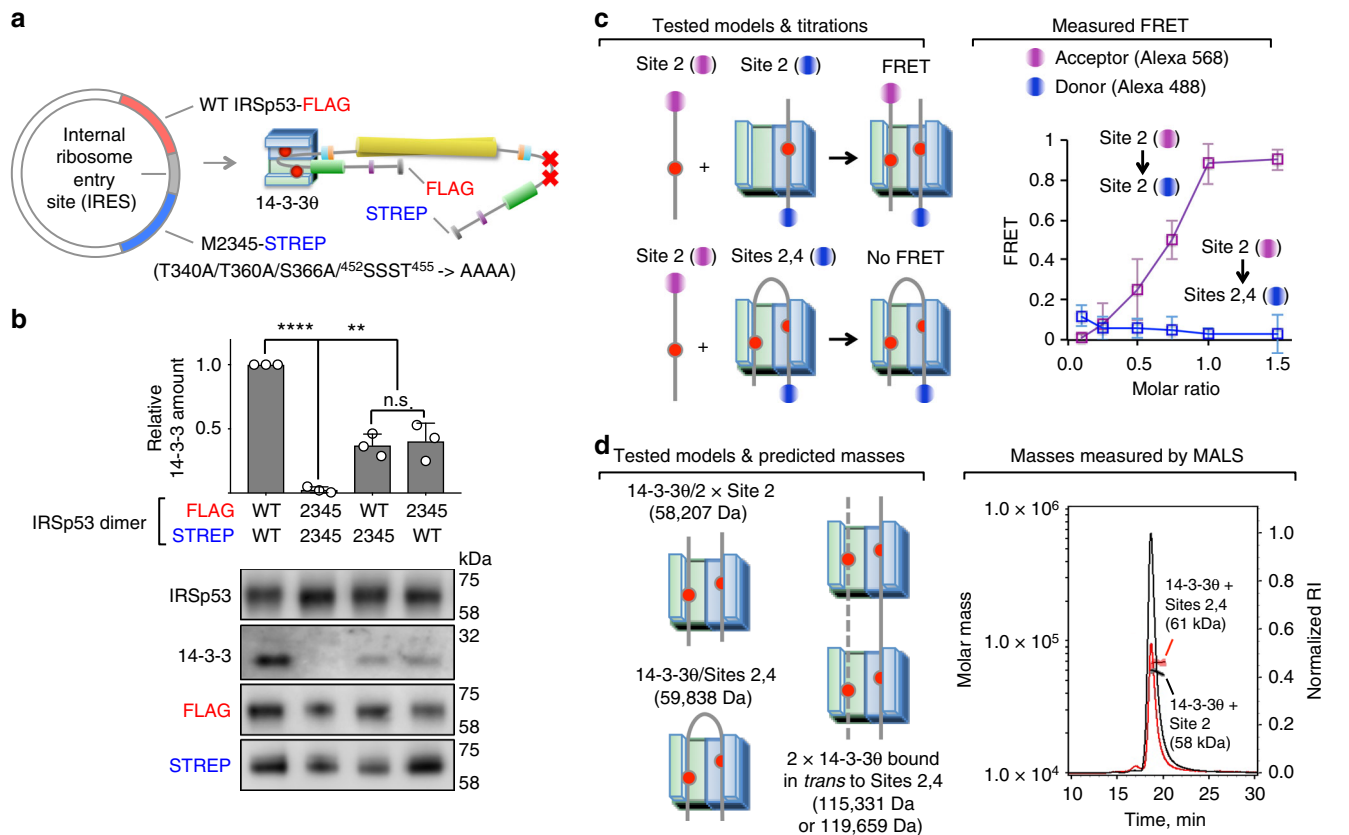 a
Internal
ribosome
entry
site (IRES)
WT IRSp53-FLAG
M2345-STREP
(T340A/T360A/S366A/⁴⁵²SSST⁴⁵⁵ -> AAAA)
14-3-3θ
FLAG
STREP
b
**** **
n.s.
Relative
14-3-3 amount
1.0
0.5
IRSp53 dimer
FLAG WT 2345 WT 2345
STREP WT 2345 2345 WT
kDa
IRSp53 75
58
14-3-3 32
FLAG 75
58
STREP 75
58
c
Tested models & titrations
Site 2 ( ) Site 2 ( ) FRET
+
Site 2 ( ) Sites 2,4 ( ) No FRET
+
Measured FRET
Acceptor (Alexa 568)
Donor (Alexa 488)
FRET
1
0.8
0.6
0.4
0.2
0
0.0 0.5 1.0 1.5
Molar ratio
Site 2 ( )
Site 2 ( )
Site 2 ( )
Sites 2,4 ( )
d
Tested models & predicted masses
14-3-3θ/2 × Site 2
(58,207 Da)
14-3-3θ/Sites 2,4
(59,838 Da)
2 × 14-3-3θ bound
in trans to Sites 2,4
(115,331 Da
or 119,659 Da)
Masses measured by MALS
Molar mass
1.0 × 10⁶
1.0 × 10⁵
1.0 × 10⁴
14-3-3θ +
Sites 2,4
(61 kDa)
14-3-3θ +
Site 2
(58 kDa)
1.0
0.8
0.6
0.4
0.2
0.0
Normalized RI
10 15 20 25 30
Time, min